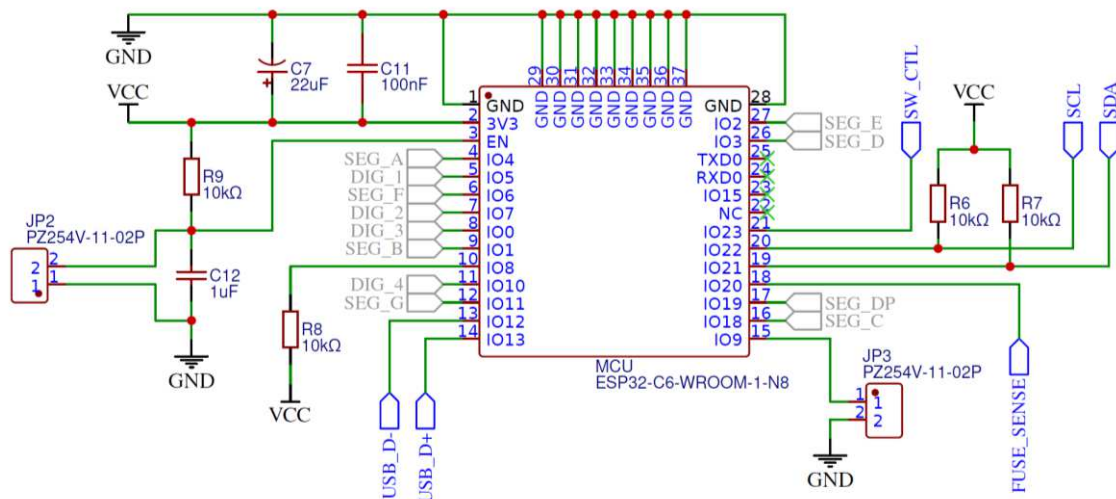 GND
C7
22uF
C11
100nF
VCC
R9
10kΩ
JP2
PZ254V-11-02P
2
1
2
1
C12
1uF
GND
R8
10kΩ
VCC
29
30
31
32
33
34
35
36
37
GND
GND
GND
GND
GND
GND
GND
GND
GND
1
GND
2
3V3
3
EN
SEG_A
4
IO4
DIG_1
5
IO5
SEG_F
6
IO6
DIG_2
7
IO7
DIG_3
8
IO0
SEG_B
9
IO1
10
IO8
DIG_4
11
IO10
SEG_G
12
IO11
13
IO12
14
IO13
USB_D-
USB_D+
GND
28
IO2
27
SEG_E
IO3
26
SEG_D
TXD0
25
RXD0
24
IO15
23
NC
22
IO23
21
IO22
20
IO21
19
IO20
18
IO19
17
SEG_DP
IO18
16
SEG_C
IO9
15
MCU
ESP32-C6-WROOM-1-N8
SW_CTL
VCC
SCL
SDA
R6
10kΩ
R7
10kΩ
JP3
PZ254V-11-02P
1
1
2
2
GND
FUSE_SENSE